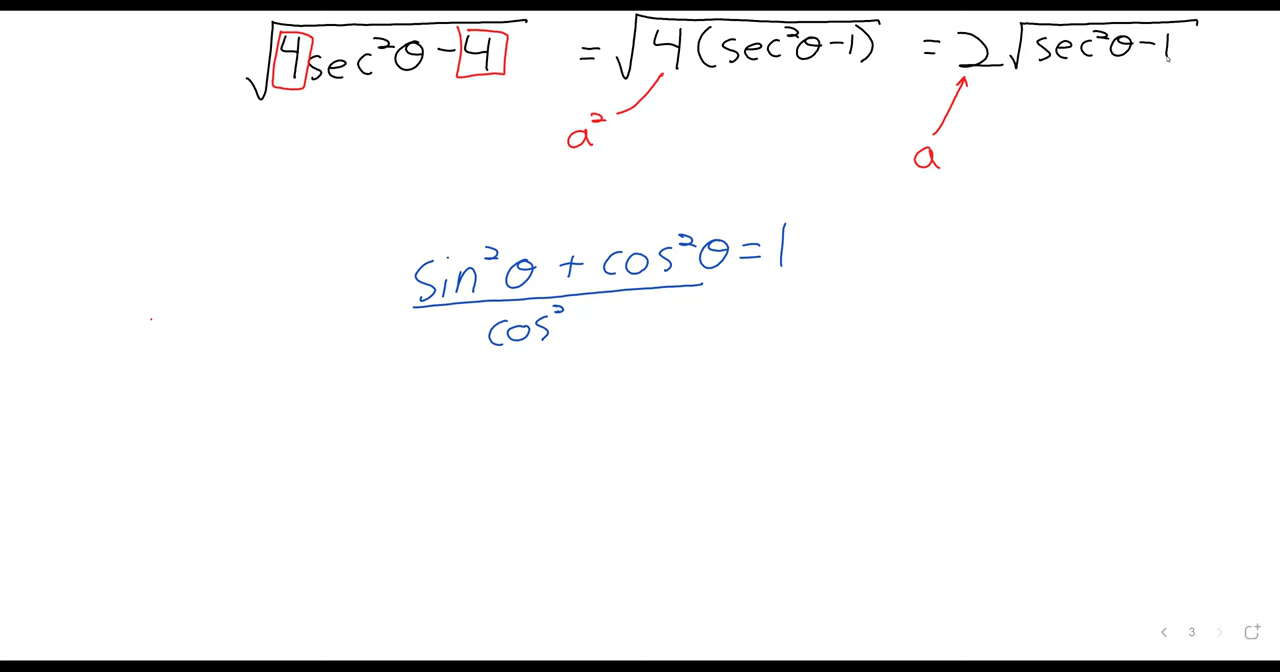 √4sec²θ-4 = √4(sec²θ-1) = 2√sec²θ-1
a²
a
sin²θ + cos²θ = 1
cos²
3